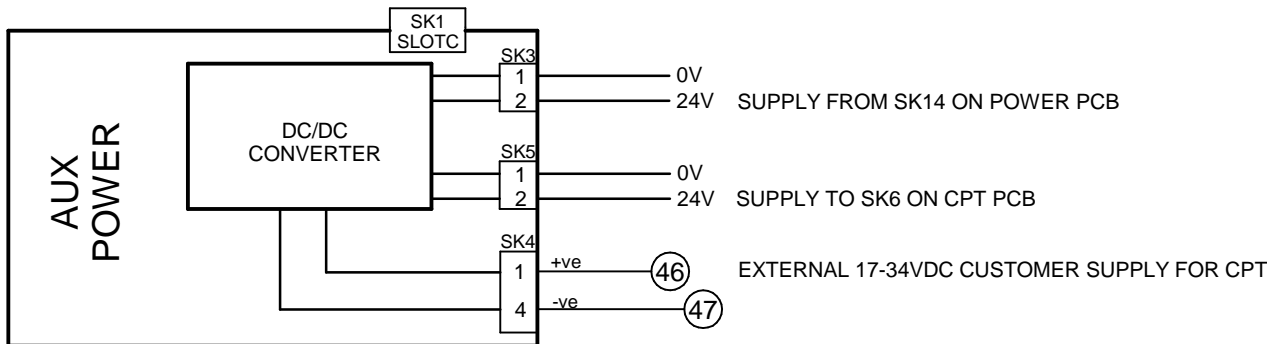 SK1
SLOTC
SK3
1 0V
2 24V SUPPLY FROM SK14 ON POWER PCB
DC/DC
CONVERTER
AUX
POWER
SK5
1 0V
2 24V SUPPLY TO SK6 ON CPT PCB
SK4
1 +ve 46 EXTERNAL 17-34VDC CUSTOMER SUPPLY FOR CPT
4 -ve 47